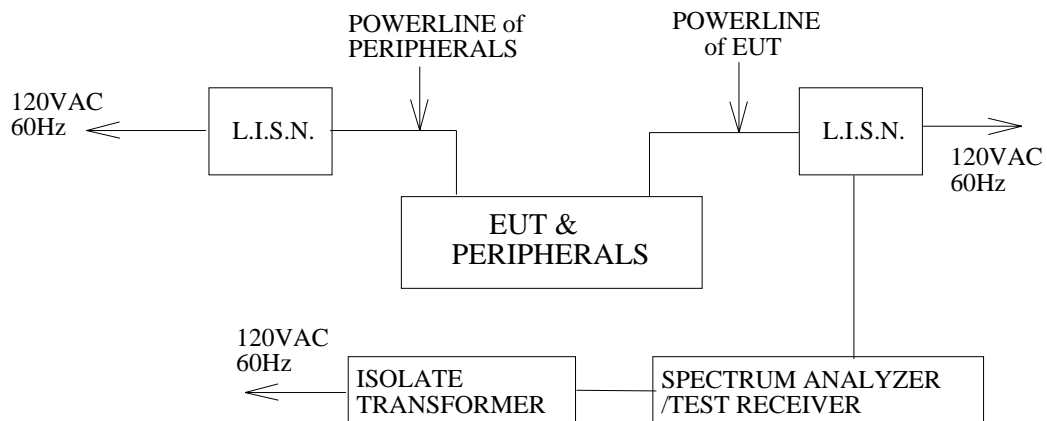 POWERLINE of
PERIPHERALS
POWERLINE
of EUT
120VAC
60Hz
L.I.S.N.
L.I.S.N.
120VAC
60Hz
EUT &
PERIPHERALS
120VAC
60Hz
ISOLATE
TRANSFORMER
SPECTRUM ANALYZER
/TEST RECEIVER